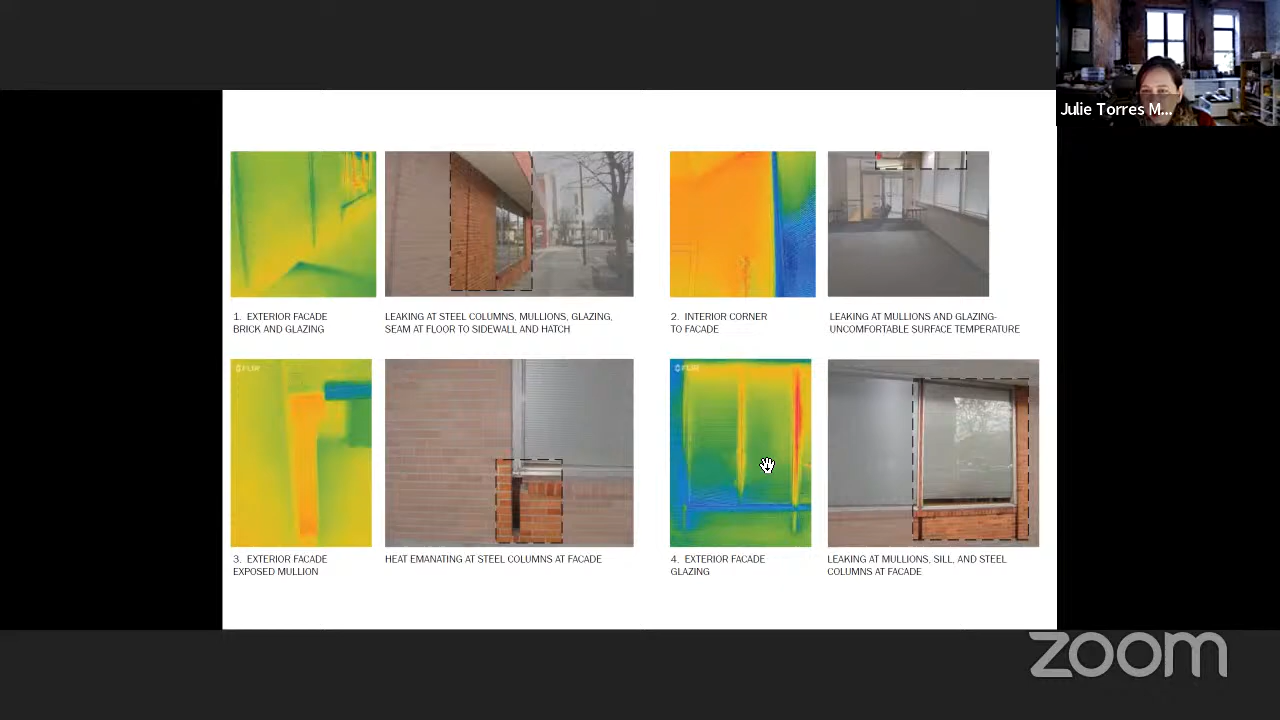 Julie Torres M...
1. EXTERIOR FACADE
BRICK AND GLAZING
LEAKING AT STEEL COLUMNS, MULLIONS, GLAZING,
SEAM AT FLOOR TO SIDEWALL AND HATCH
2. INTERIOR CORNER
TO FACADE
LEAKING AT MULLIONS AND GLAZING-
UNCOMFORTABLE SURFACE TEMPERATURE
FLIR
FLIR
3. EXTERIOR FACADE
EXPOSED MULLION
HEAT EMANATING AT STEEL COLUMNS AT FACADE
4. EXTERIOR FACADE
GLAZING
LEAKING AT MULLIONS, SILL, AND STEEL
COLUMNS AT FACADE
zoom